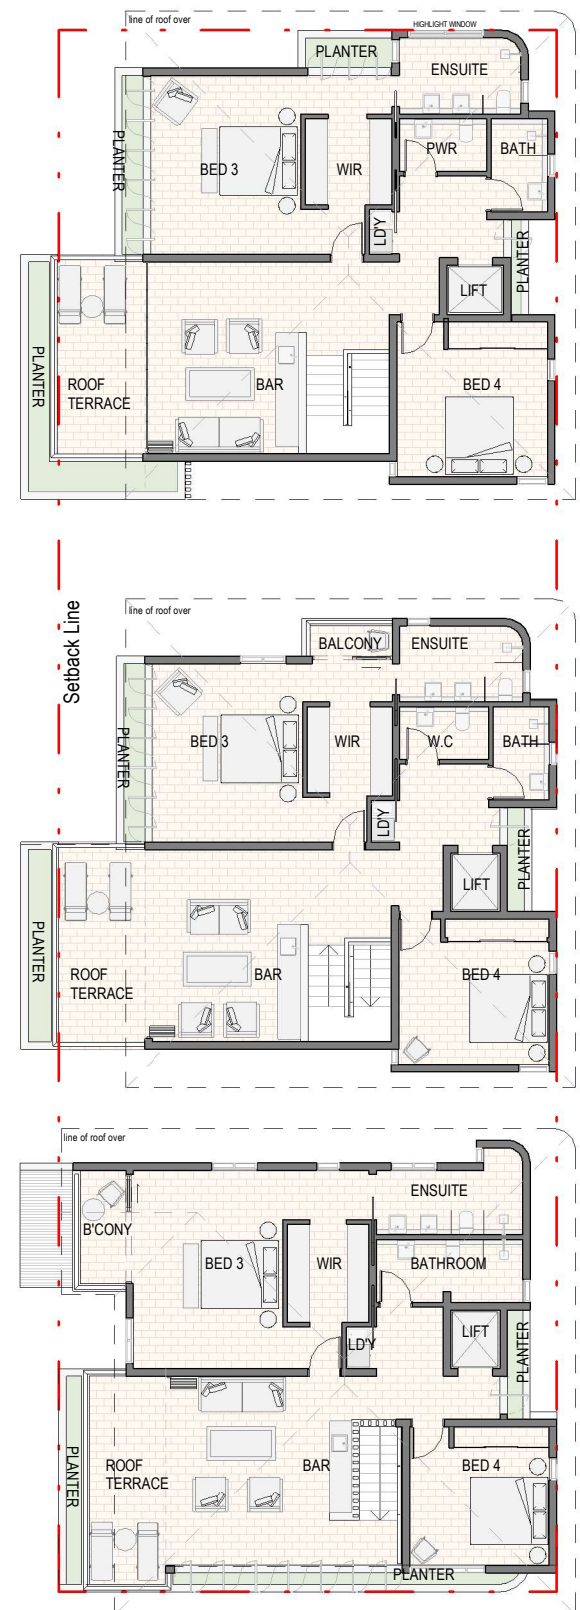 line of roof over
HIGHLIGHT WINDOW
PLANTER
ENSUITE
PLANTER
BED 3
WIR
PWR
BATH
LD'Y
PLANTER
LIFT
PLANTER
ROOF
TERRACE
BAR
BED 4
Setback Line
line of roof over
BALCONY
ENSUITE
PLANTER
BED 3
WIR
W.C
BATH
LD'Y
PLANTER
LIFT
PLANTER
ROOF
TERRACE
BAR
BED 4
line of roof over
B'CONY
ENSUITE
BED 3
WIR
BATHROOM
LD'Y
LIFT
PLANTER
PLANTER
ROOF
TERRACE
BAR
BED 4
PLANTER